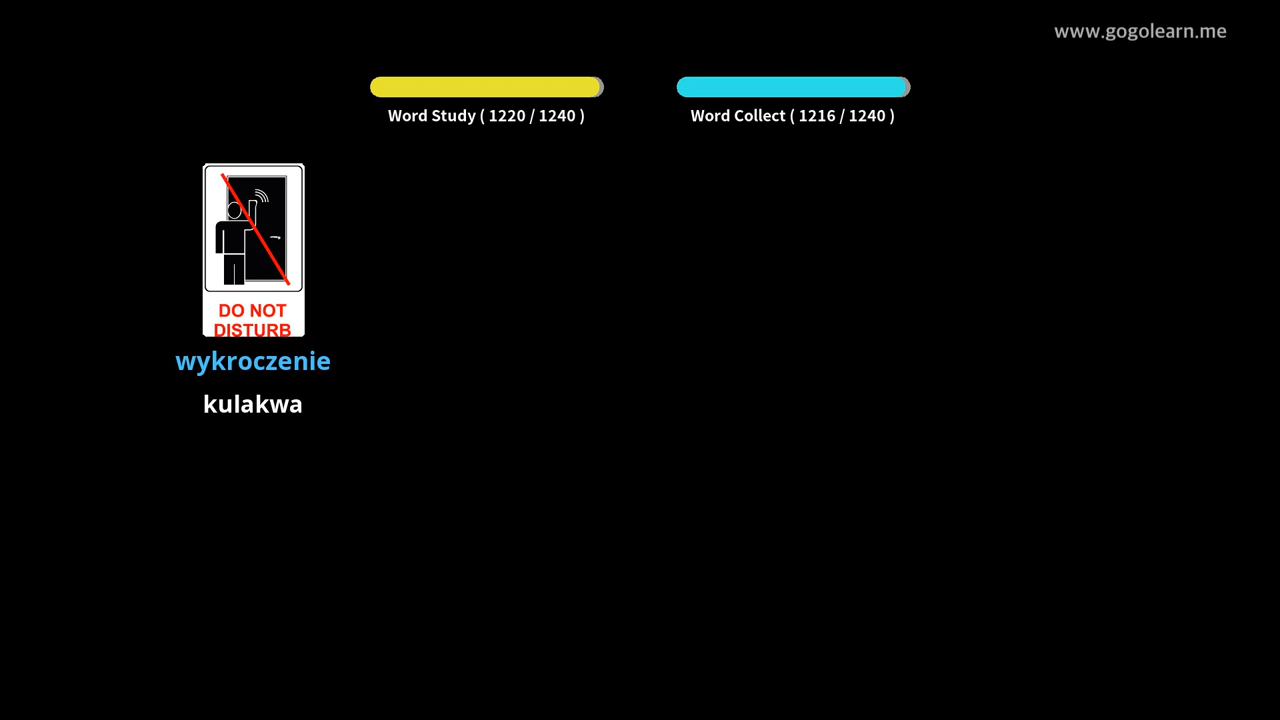 www.gogolearn.me
Word Study ( 1220 / 1240 )
Word Collect ( 1216 / 1240 )
DO NOT
DISTURB
wykroczenie
kulakwa